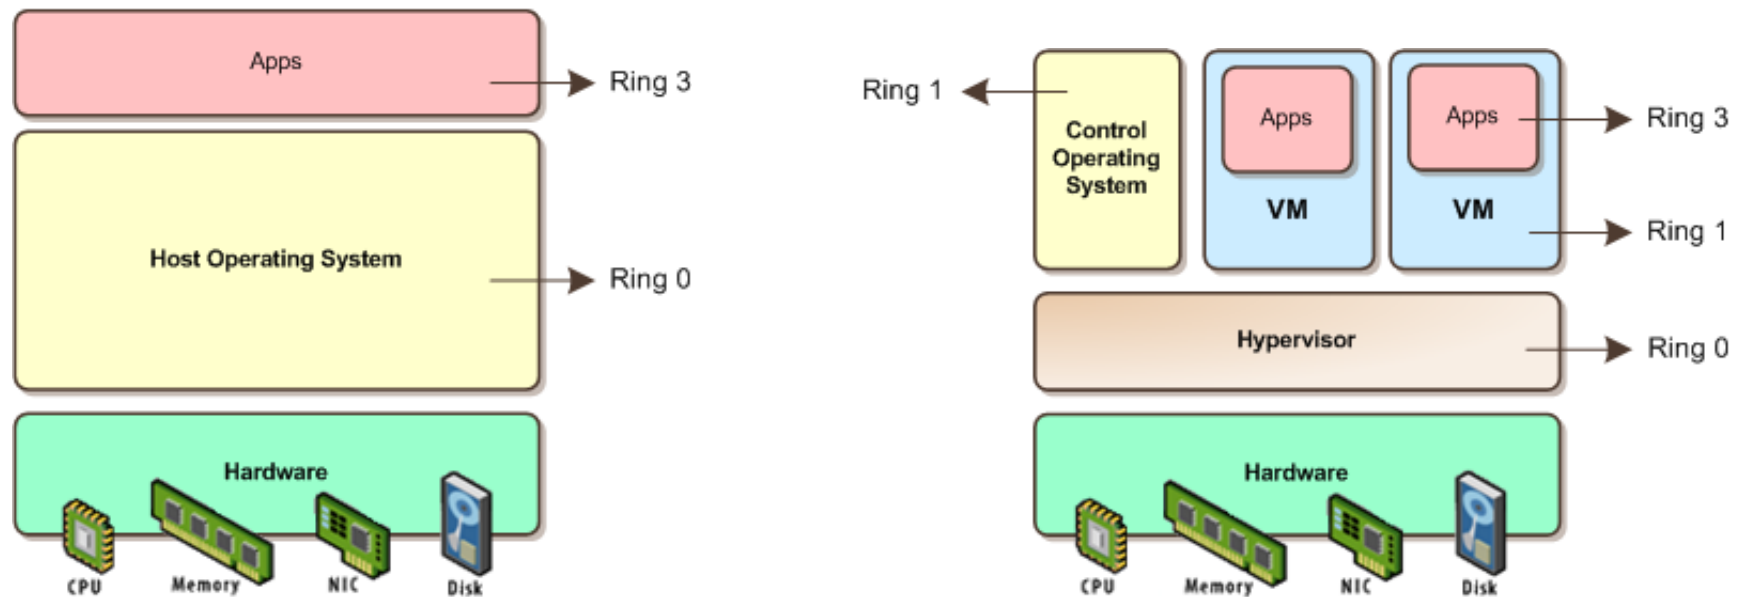 Apps
Ring 3
Host Operating System
Ring 0
Hardware
CPU
Memory
NIC
Disk
Ring 1
Control
Operating
System
Apps
VM
Apps
VM
Ring 3
Ring 1
Hypervisor
Ring 0
Hardware
CPU
Memory
NIC
Disk